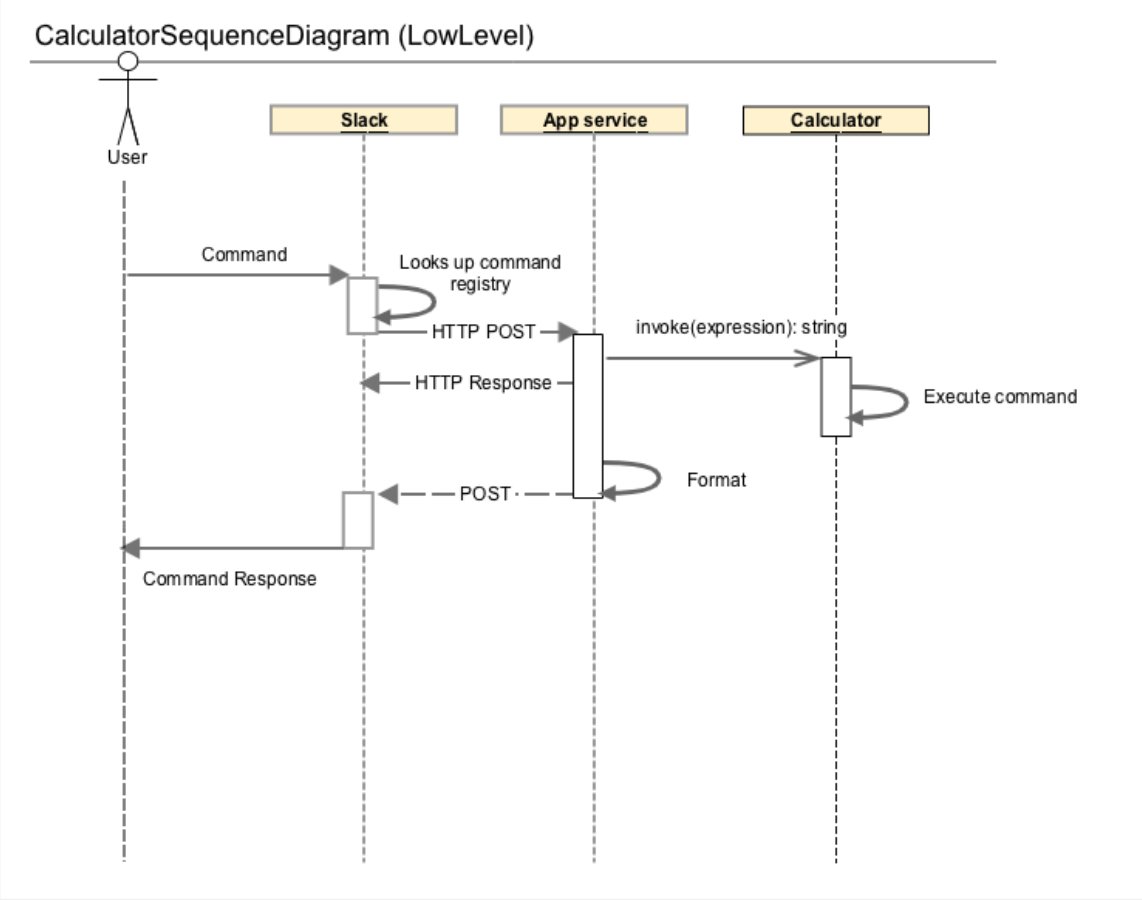 CalculatorSequenceDiagram (LowLevel)
Slack
App service
Calculator
User
Command
Looks up command
registry
HTTP POST
invoke(expression): string
HTTP Response
Execute command
Format
POST
Command Response